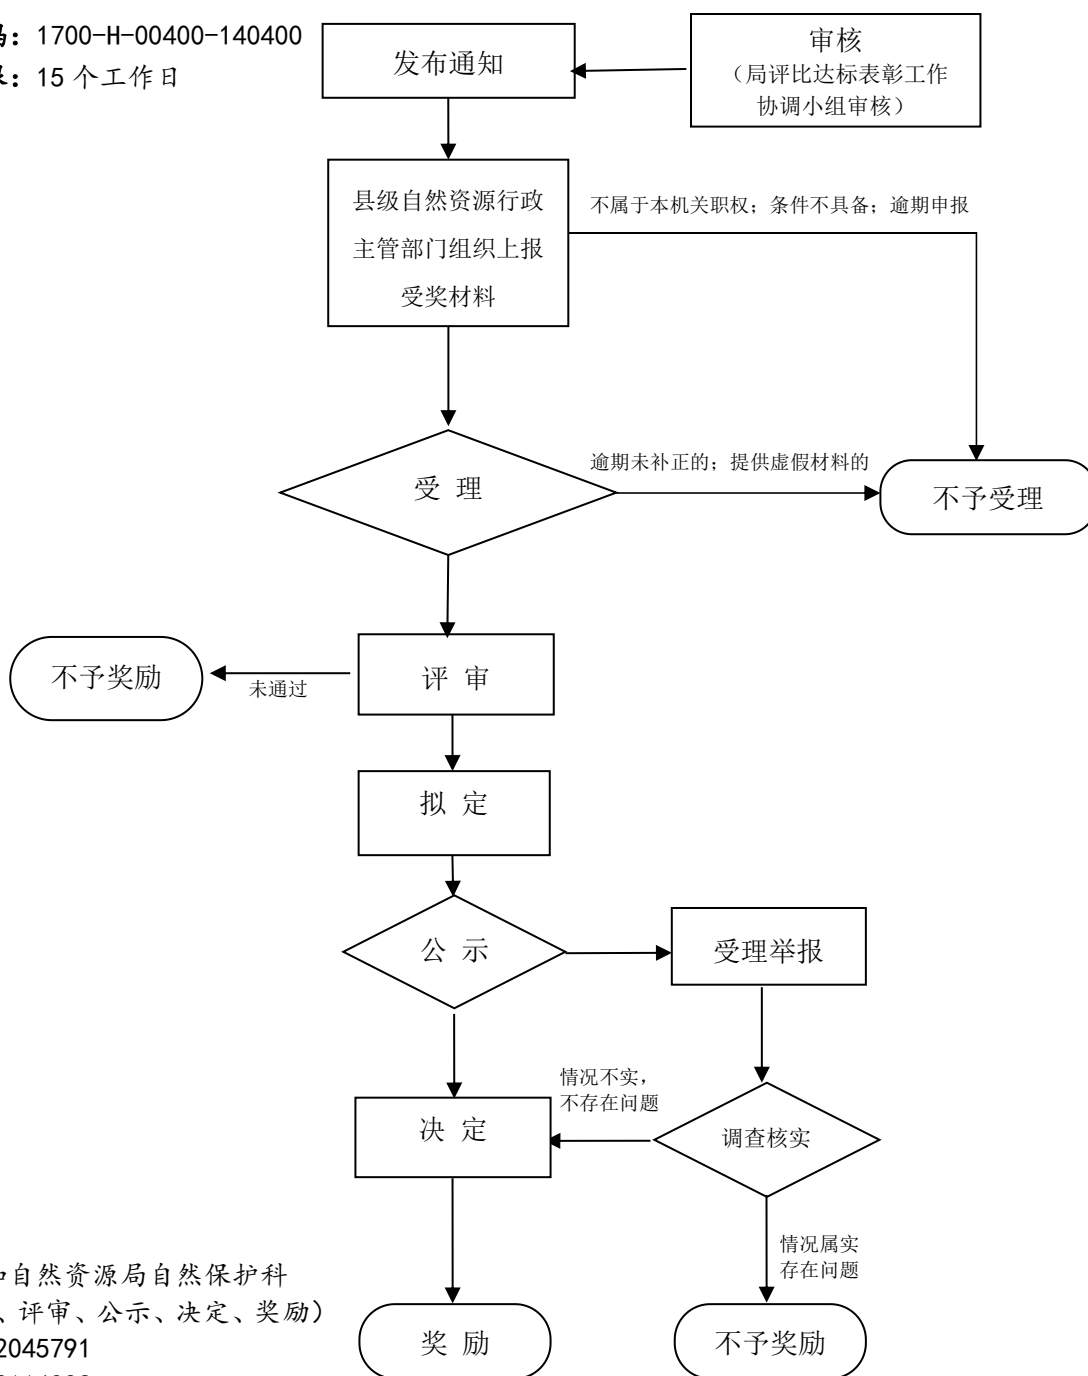 码：1700-H-00400-140400
：15个工作日
发布通知
审核
（局评比达标表彰工作
协调小组审核）
县级自然资源行政
主管部门组织上报
受奖材料
不属于本机关职权；条件不具备；逾期申报
受 理
逾期未补正的；提供虚假材料的
不予受理
不予奖励
未通过
评 审
拟 定
公 示
受理举报
情况不实，
不存在问题
决 定
调查核实
情况属实
存在问题
自然资源局自然保护科
、评审、公示、决定、奖励）
2045791
奖 励
不予奖励